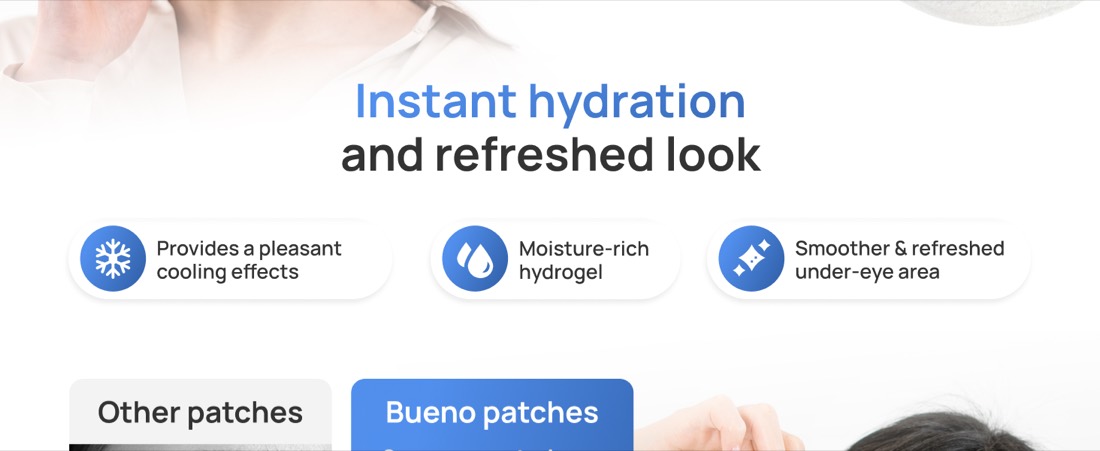 Instant hydration
and refreshed look
Provides a pleasant
cooling effects
Moisture-rich
hydrogel
Smoother & refreshed
under-eye area
Other patches
Bueno patches